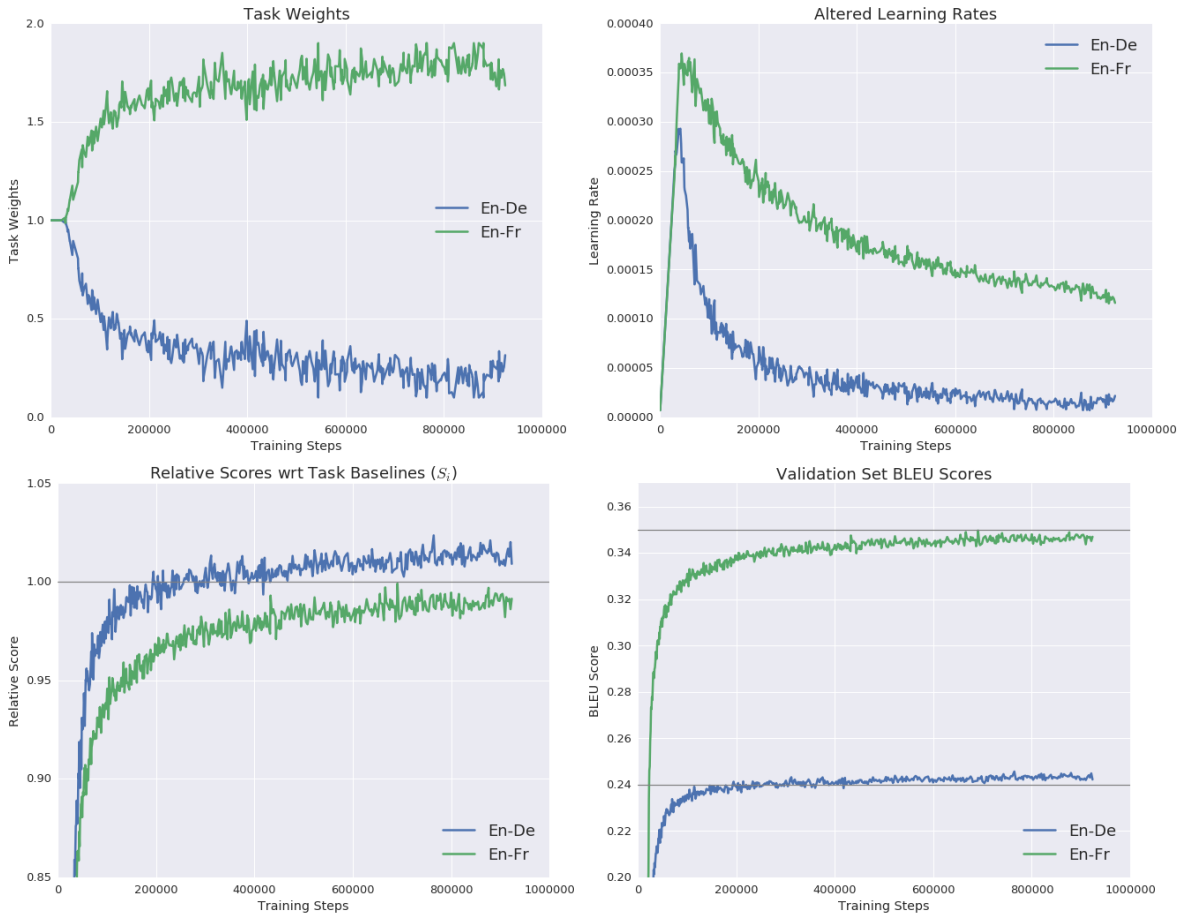 Task Weights
2.0
1.5
1.0
0.5
0.0
Task Weights
En-De
En-Fr
0 200000 400000 600000 800000 1000000
Training Steps
Altered Learning Rates
0.00040
0.00035
0.00030
0.00025
0.00020
0.00015
0.00010
0.00005
0.00000
Learning Rate
En-De
En-Fr
0 200000 400000 600000 800000 1000000
Training Steps
Relative Scores wrt Task Baselines (S_i)
1.05
1.00
0.95
0.90
0.85
Relative Score
En-De
En-Fr
0 200000 400000 600000 800000 1000000
Training Steps
Validation Set BLEU Scores
0.36
0.34
0.32
0.30
0.28
0.26
0.24
0.22
0.20
BLEU Score
En-De
En-Fr
0 200000 400000 600000 800000 1000000
Training Steps